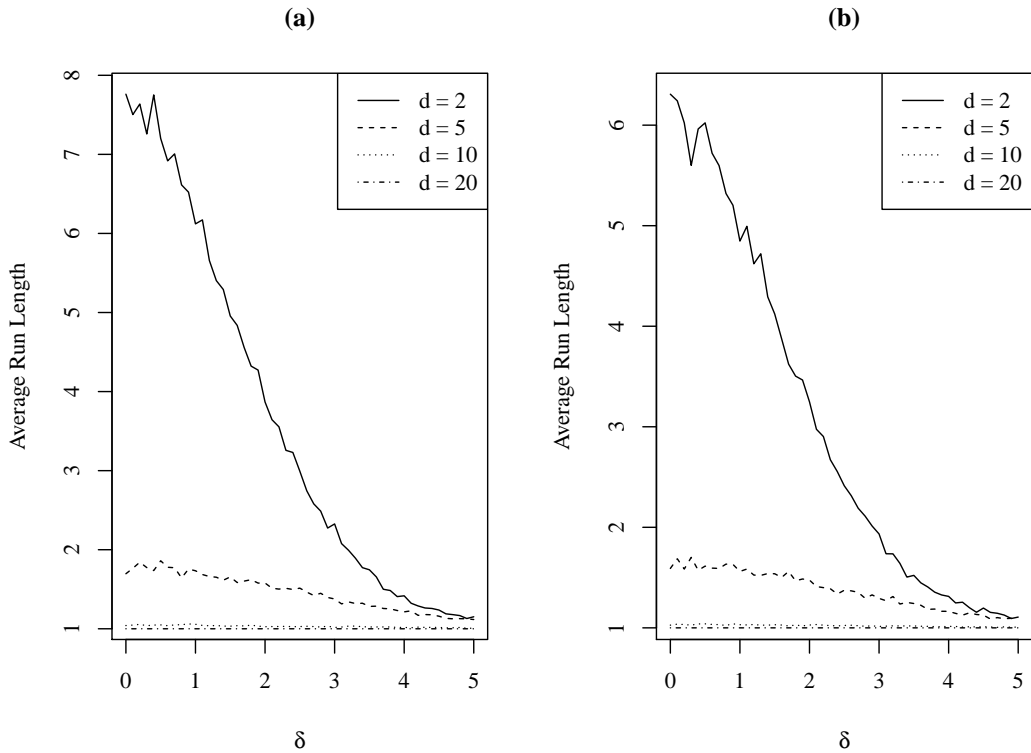 (a)
8
7
6
5
4
3
2
1
Average Run Length
d = 2
d = 5
d = 10
d = 20
0 1 2 3 4 5
δ
(b)
6
5
4
3
2
1
Average Run Length
d = 2
d = 5
d = 10
d = 20
0 1 2 3 4 5
δ